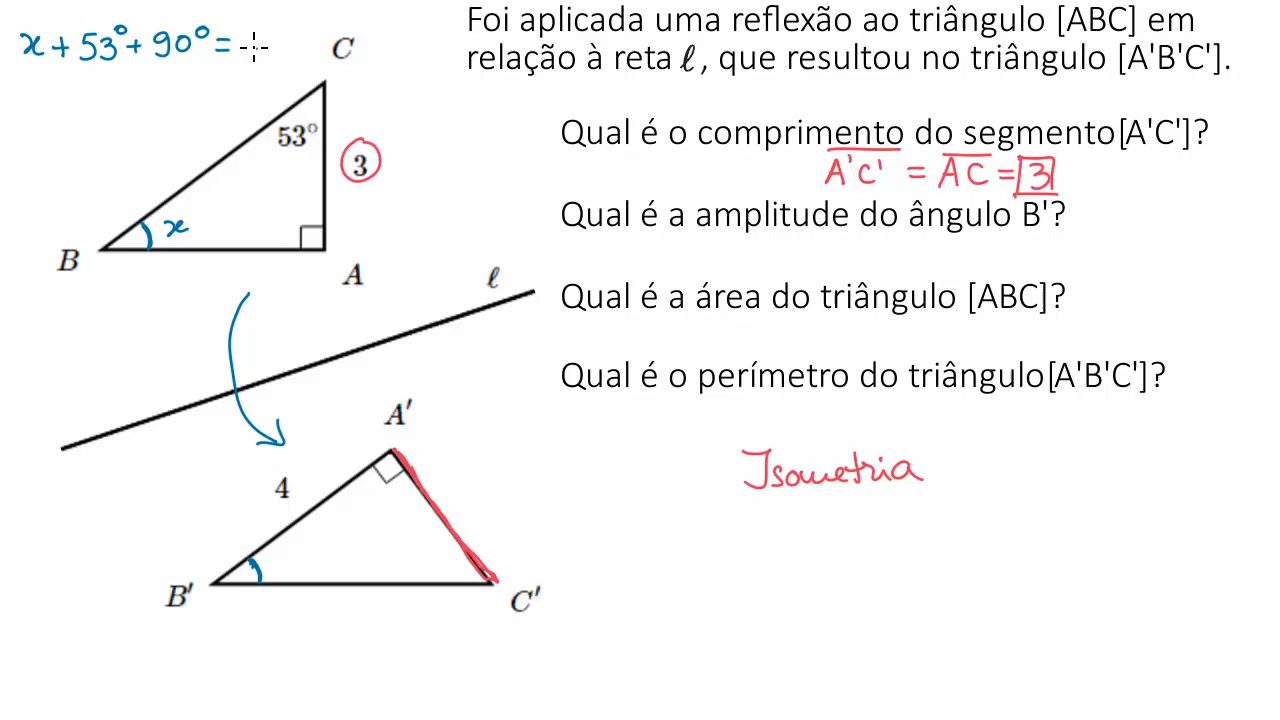 x + 53° + 90° =
C
Foi aplicada uma reflexão ao triângulo [ABC] em
relação à reta ℓ, que resultou no triângulo [A'B'C'].
53°
3
Qual é o comprimento do segmento[A'C']?
A'C' = AC = 3
x
Qual é a amplitude do ângulo B'?
B
A
ℓ
Qual é a área do triângulo [ABC]?
Qual é o perímetro do triângulo[A'B'C']?
A'
4
Isometria
B'
C'